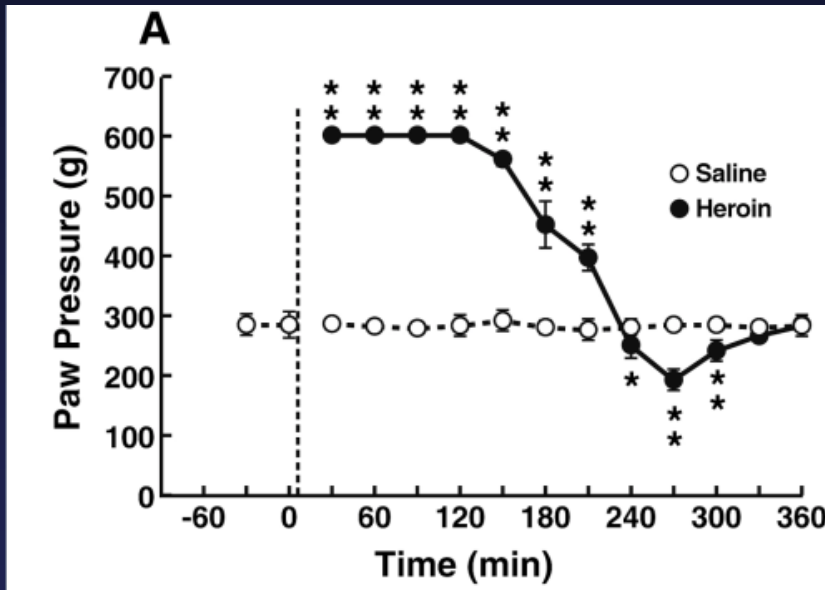 A
700
600
500
400
300
200
100
0
Paw Pressure (g)
* * * * * *
* * * * * *
* *
* *
* * *
* *
Saline
Heroin
-60 0 60 120 180 240 300 360
Time (min)